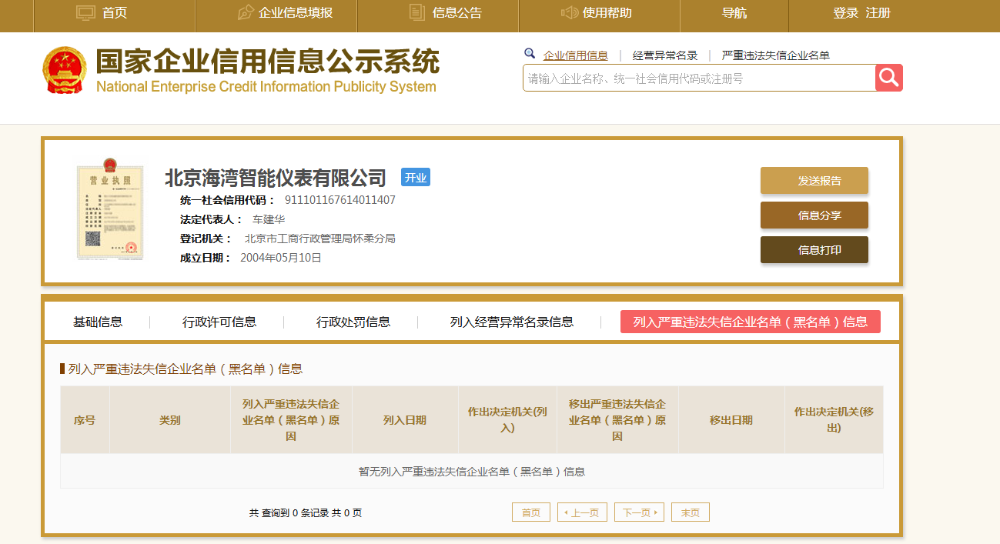 首页 企业信息填报 信息公告 使用帮助 导航 登录 注册
国家企业信用信息公示系统
National Enterprise Credit Information Publicity System
企业信用信息 | 经营异常名录 | 严重违法失信企业名单
请输入企业名称、统一社会信用代码或注册号
营业执照
北京海湾智能仪表有限公司 开业
统一社会信用代码： 911101167614011407
法定代表人： 车建华
登记机关： 北京市工商行政管理局怀柔分局
成立日期： 2004年05月10日
发送报告
信息分享
信息打印
基础信息 行政许可信息 行政处罚信息 列入经营异常名录信息 列入严重违法失信企业名单（黑名单）信息
列入严重违法失信企业名单（黑名单）信息
序号
类别
列入严重违法失信企
业名单（黑名单）原
因
列入日期
作出决定机关(列
入)
移出严重违法失信企
业名单（黑名单）原
因
移出日期
作出决定机关(移
出)
暂无列入严重违法失信企业名单（黑名单）信息
共 查询到 0 条记录 共 0 页
首页 上一页 下一页 末页